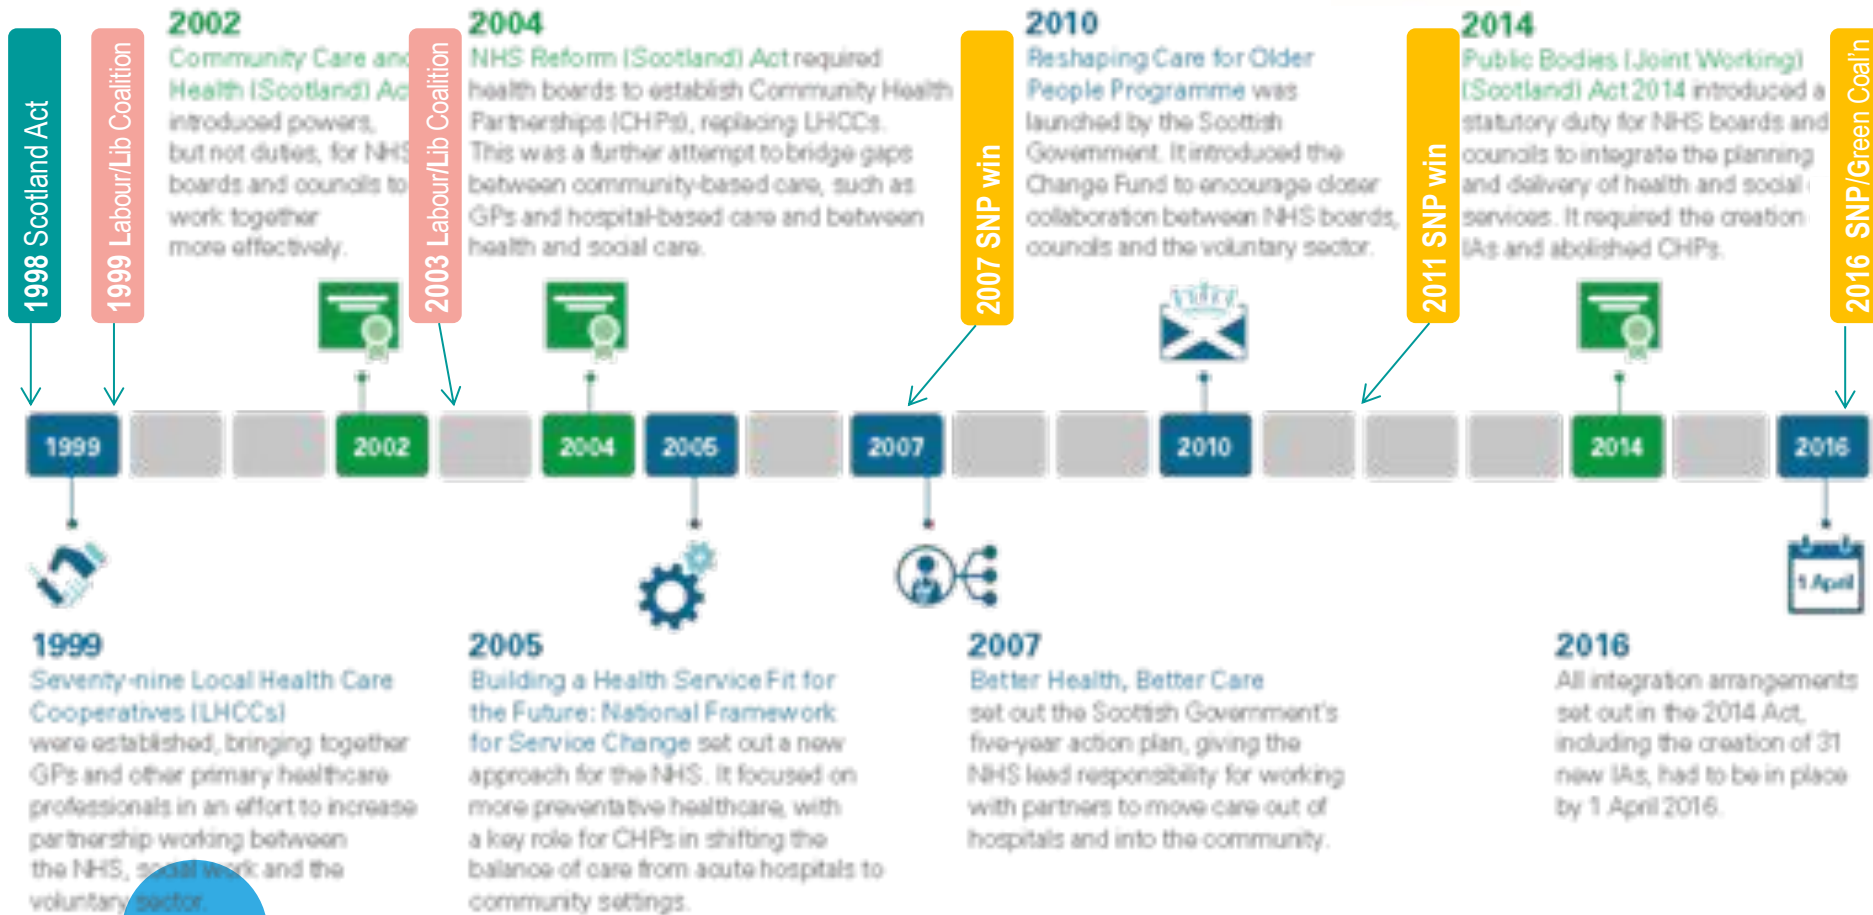 1998 Scotland Act
1999 Labour/Lib Coalition
2002
Community Care and
Health (Scotland) Ac
introduced powers,
but not duties, for NHS
boards and councils to
work together
more effectively.
2003 Labour/Lib Coalition
2004
NHS Reform (Scotland) Act required
health boards to establish Community Health
Partnerships (CHPs), replacing LHCCs.
This was a further attempt to bridge gaps
between community-based care, such as
GPs and hospital-based care and between
health and social care.
2007 SNP win
2010
Reshaping Care for Older
People Programme was
launched by the Scottish
Government. It introduced the
Change Fund to encourage closer
collaboration between NHS boards,
councils and the voluntary sector.
2011 SNP win
2014
Public Bodies (Joint Working)
(Scotland) Act 2014 introduced a
statutory duty for NHS boards and
councils to integrate the planning
and delivery of health and social
services. It required the creation
IAs and abolished CHPs.
2016 SNP/Green Coal'n
1999
2002
2004
2005
2007
2010
2014
2016
1 April
1999
Seventy-nine Local Health Care
Cooperatives (LHCCs)
were established, bringing together
GPs and other primary healthcare
professionals in an effort to increase
partnership working between
the NHS, social work and the
voluntary sector.
2005
Building a Health Service Fit for
the Future: National Framework
for Service Change set out a new
approach for the NHS. It focused on
more preventative healthcare, with
a key role for CHPs in shifting the
balance of care from acute hospitals to
community settings.
2007
Better Health, Better Care
set out the Scottish Government's
five-year action plan, giving the
NHS lead responsibility for working
with partners to move care out of
hospitals and into the community.
2016
All integration arrangements
set out in the 2014 Act,
including the creation of 31
new IAs, had to be in place
by 1 April 2016.